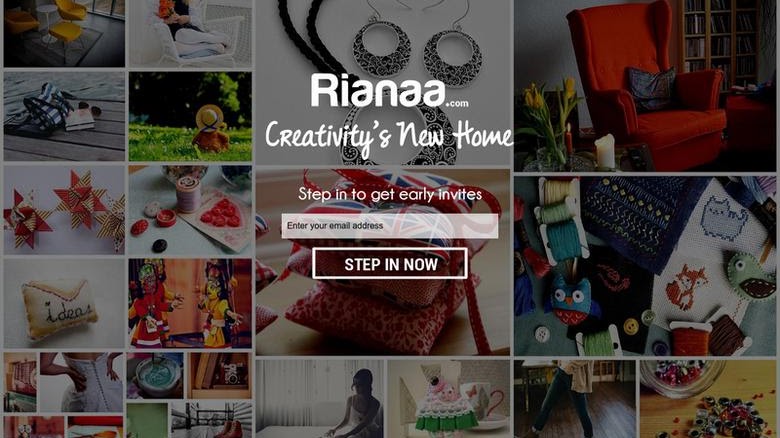 Rianaa.com
Creativity's New Home
Step in to get early invites
Enter your email address
STEP IN NOW
ideas